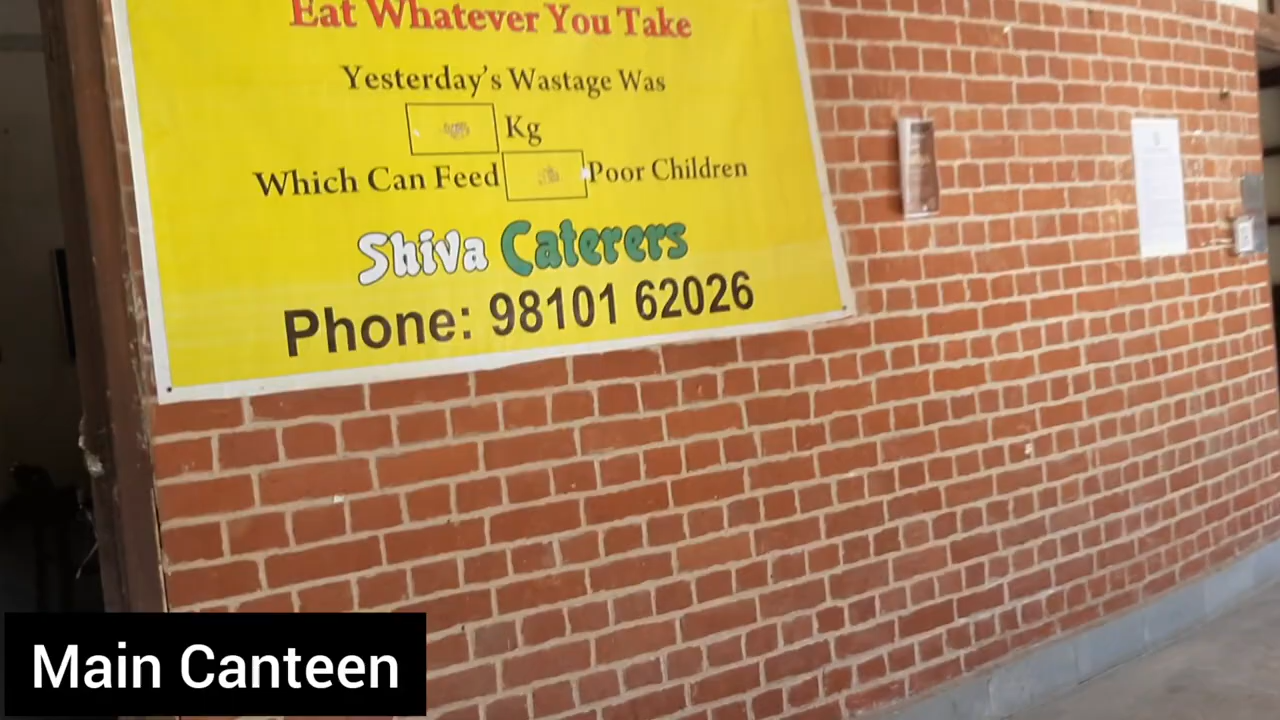 Eat Whatever You Take
Yesterday's Wastage Was
Kg
Which Can Feed Poor Children
Shiva Caterers
Phone: 98101 62026
Main Canteen